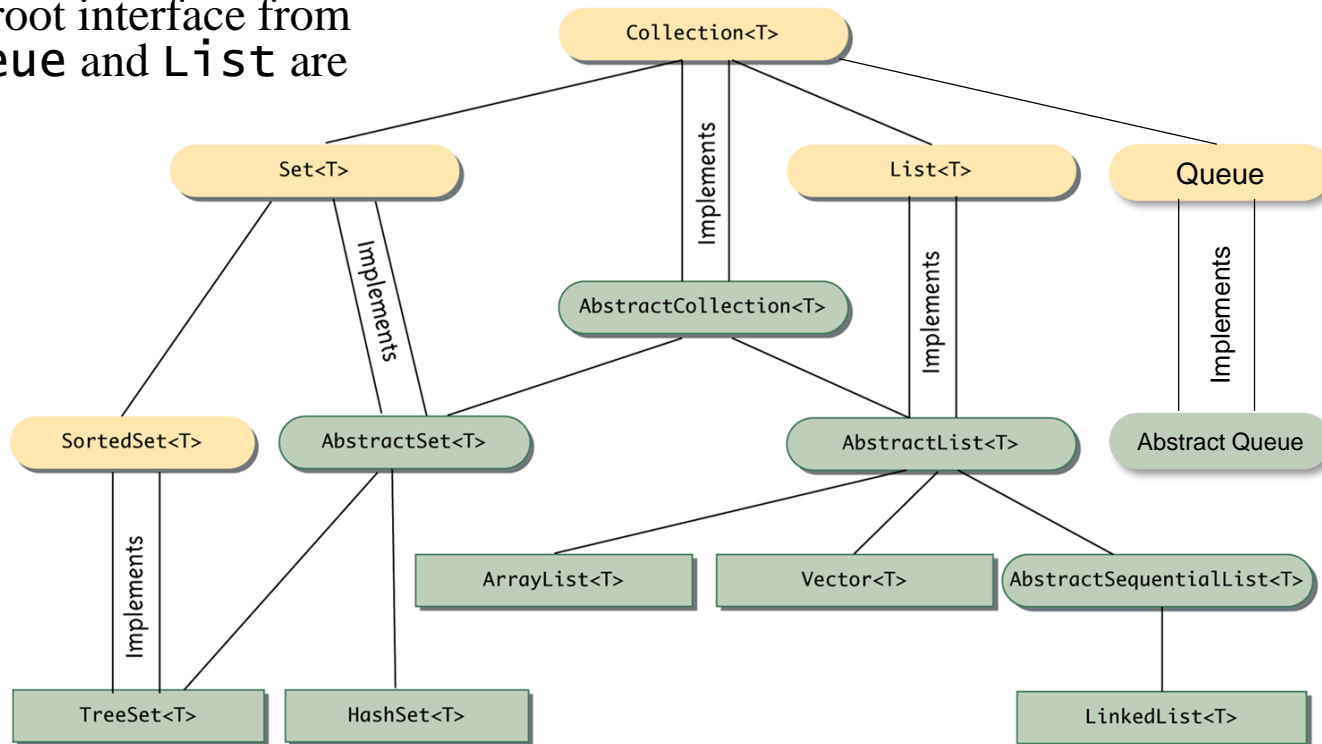 root interface from
eue and List are
Collection<T>
Set<T>
Implements
List<T>
Queue
Implements
AbstractCollection<T>
Implements
Implements
SortedSet<T>
AbstractSet<T>
AbstractList<T>
Abstract Queue
Implements
ArrayList<T>
Vector<T>
AbstractSequentialList<T>
TreeSet<T>
HashSet<T>
LinkedList<T>